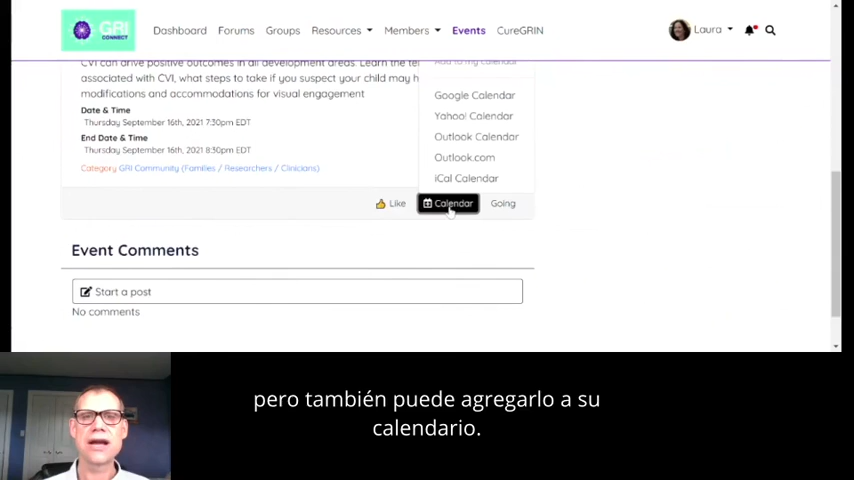 GRI
CONNECT
Dashboard Forums Groups Resources Members Events CureGRIN Laura
CVI can drive positive outcomes in all development areas. Learn the
associated with CVI, what steps to take if you suspect your child may
modifications and accommodations for visual engagement
Date & Time
Thursday September 16th, 2021 7:30pm EDT
End Date & Time
Thursday September 16th, 2021 8:30pm EDT
Category GRI Community (Families / Researchers / Clinicians)
Add to my calendar
Google Calendar
Yahoo! Calendar
Outlook Calendar
Outlook.com
iCal Calendar
Like Calendar Going
Event Comments
Start a post
No comments
pero también puede agregarlo a su
calendario.